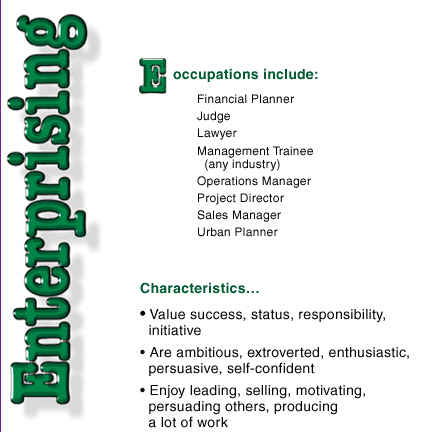 Enterprising
E occupations include:
Financial Planner
Judge
Lawyer
Management Trainee
(any industry)
Operations Manager
Project Director
Sales Manager
Urban Planner
Characteristics...
• Value success, status, responsibility,
initiative
• Are ambitious, extroverted, enthusiastic,
persuasive, self-confident
• Enjoy leading, selling, motivating,
persuading others, producing
a lot of work